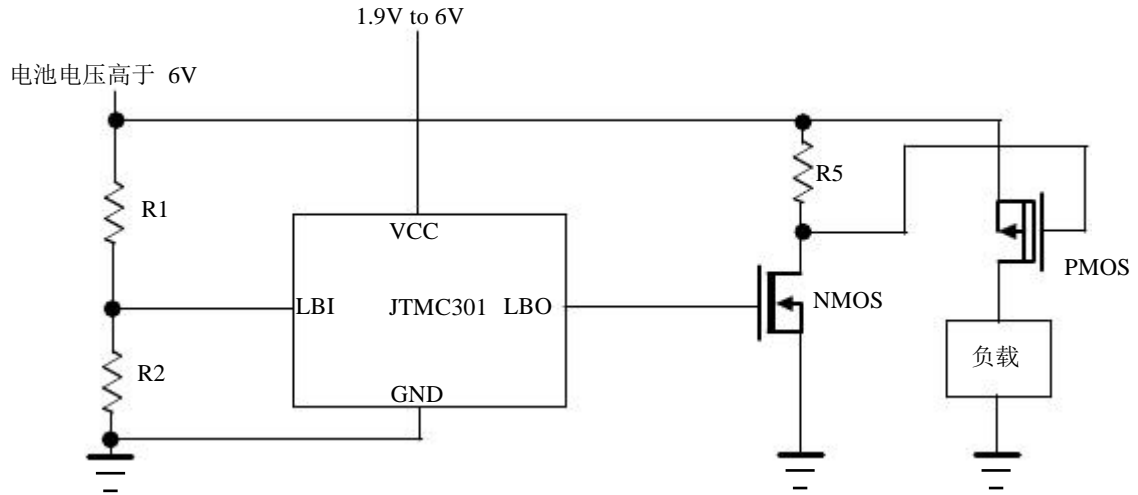 1.9V to 6V
电池电压高于 6V
R1
R5
VCC
LBI
JTMC301
LBO
NMOS
PMOS
R2
GND
负载